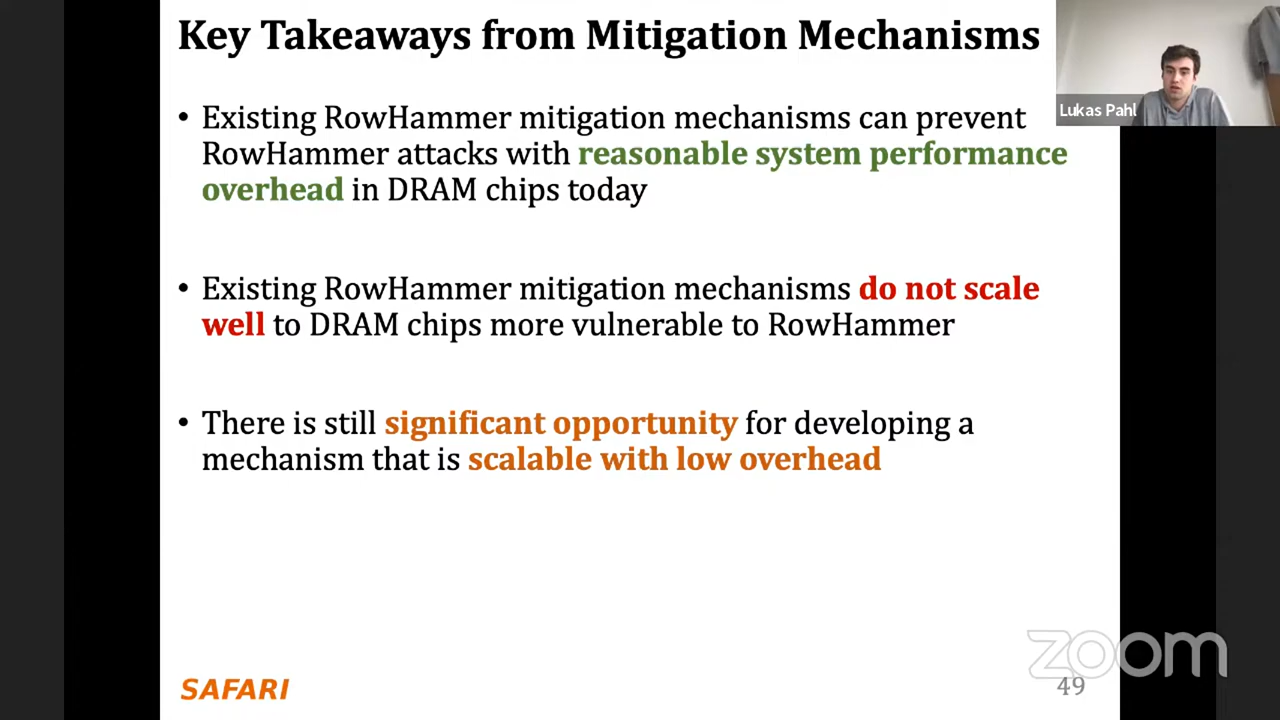 Key Takeaways from Mitigation Mechanisms
Lukas Pahl
• Existing RowHammer mitigation mechanisms can prevent
RowHammer attacks with reasonable system performance
overhead in DRAM chips today
• Existing RowHammer mitigation mechanisms do not scale
well to DRAM chips more vulnerable to RowHammer
• There is still significant opportunity for developing a
mechanism that is scalable with low overhead
zoom
SAFARI
49